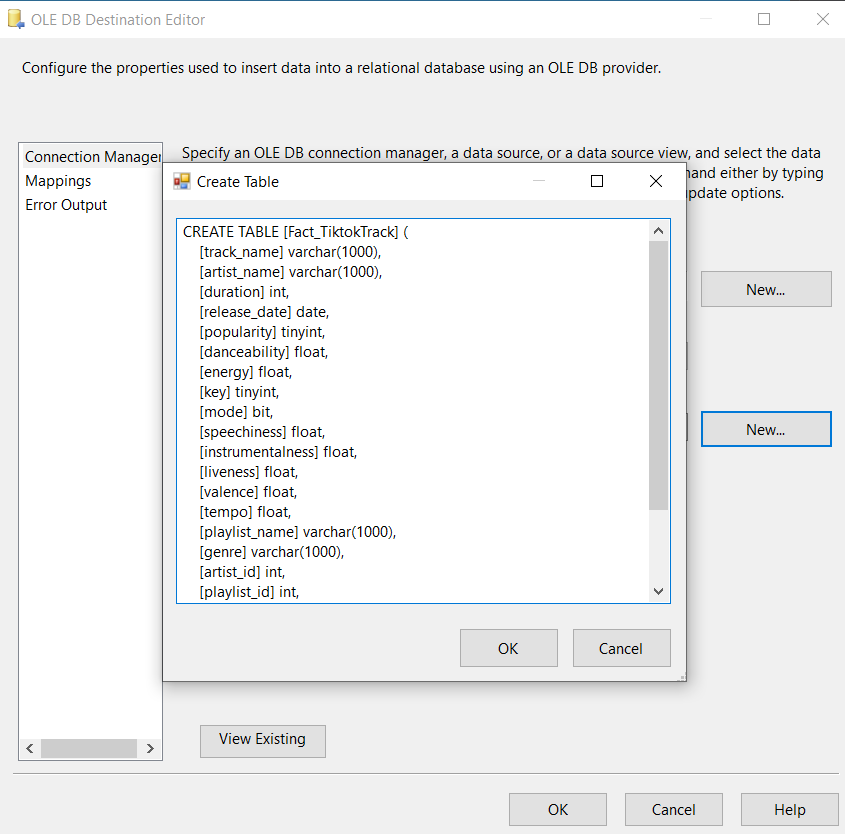 OLE DB Destination Editor
Configure the properties used to insert data into a relational database using an OLE DB provider.
Connection Manager
Mappings
Error Output
Specify an OLE DB connection manager, a data source, or a data source view, and select the data
mand either by typing
update options.
Create Table
CREATE TABLE [Fact_TiktokTrack] (
[track_name] varchar(1000),
[artist_name] varchar(1000),
[duration] int,
[release_date] date,
[popularity] tinyint,
[danceability] float,
[energy] float,
[key] tinyint,
[mode] bit,
[speechiness] float,
[instrumentalness] float,
[liveness] float,
[valence] float,
[tempo] float,
[playlist_name] varchar(1000),
[genre] varchar(1000),
[artist_id] int,
[playlist_id] int,
OK
Cancel
New...
New...
View Existing
OK
Cancel
Help